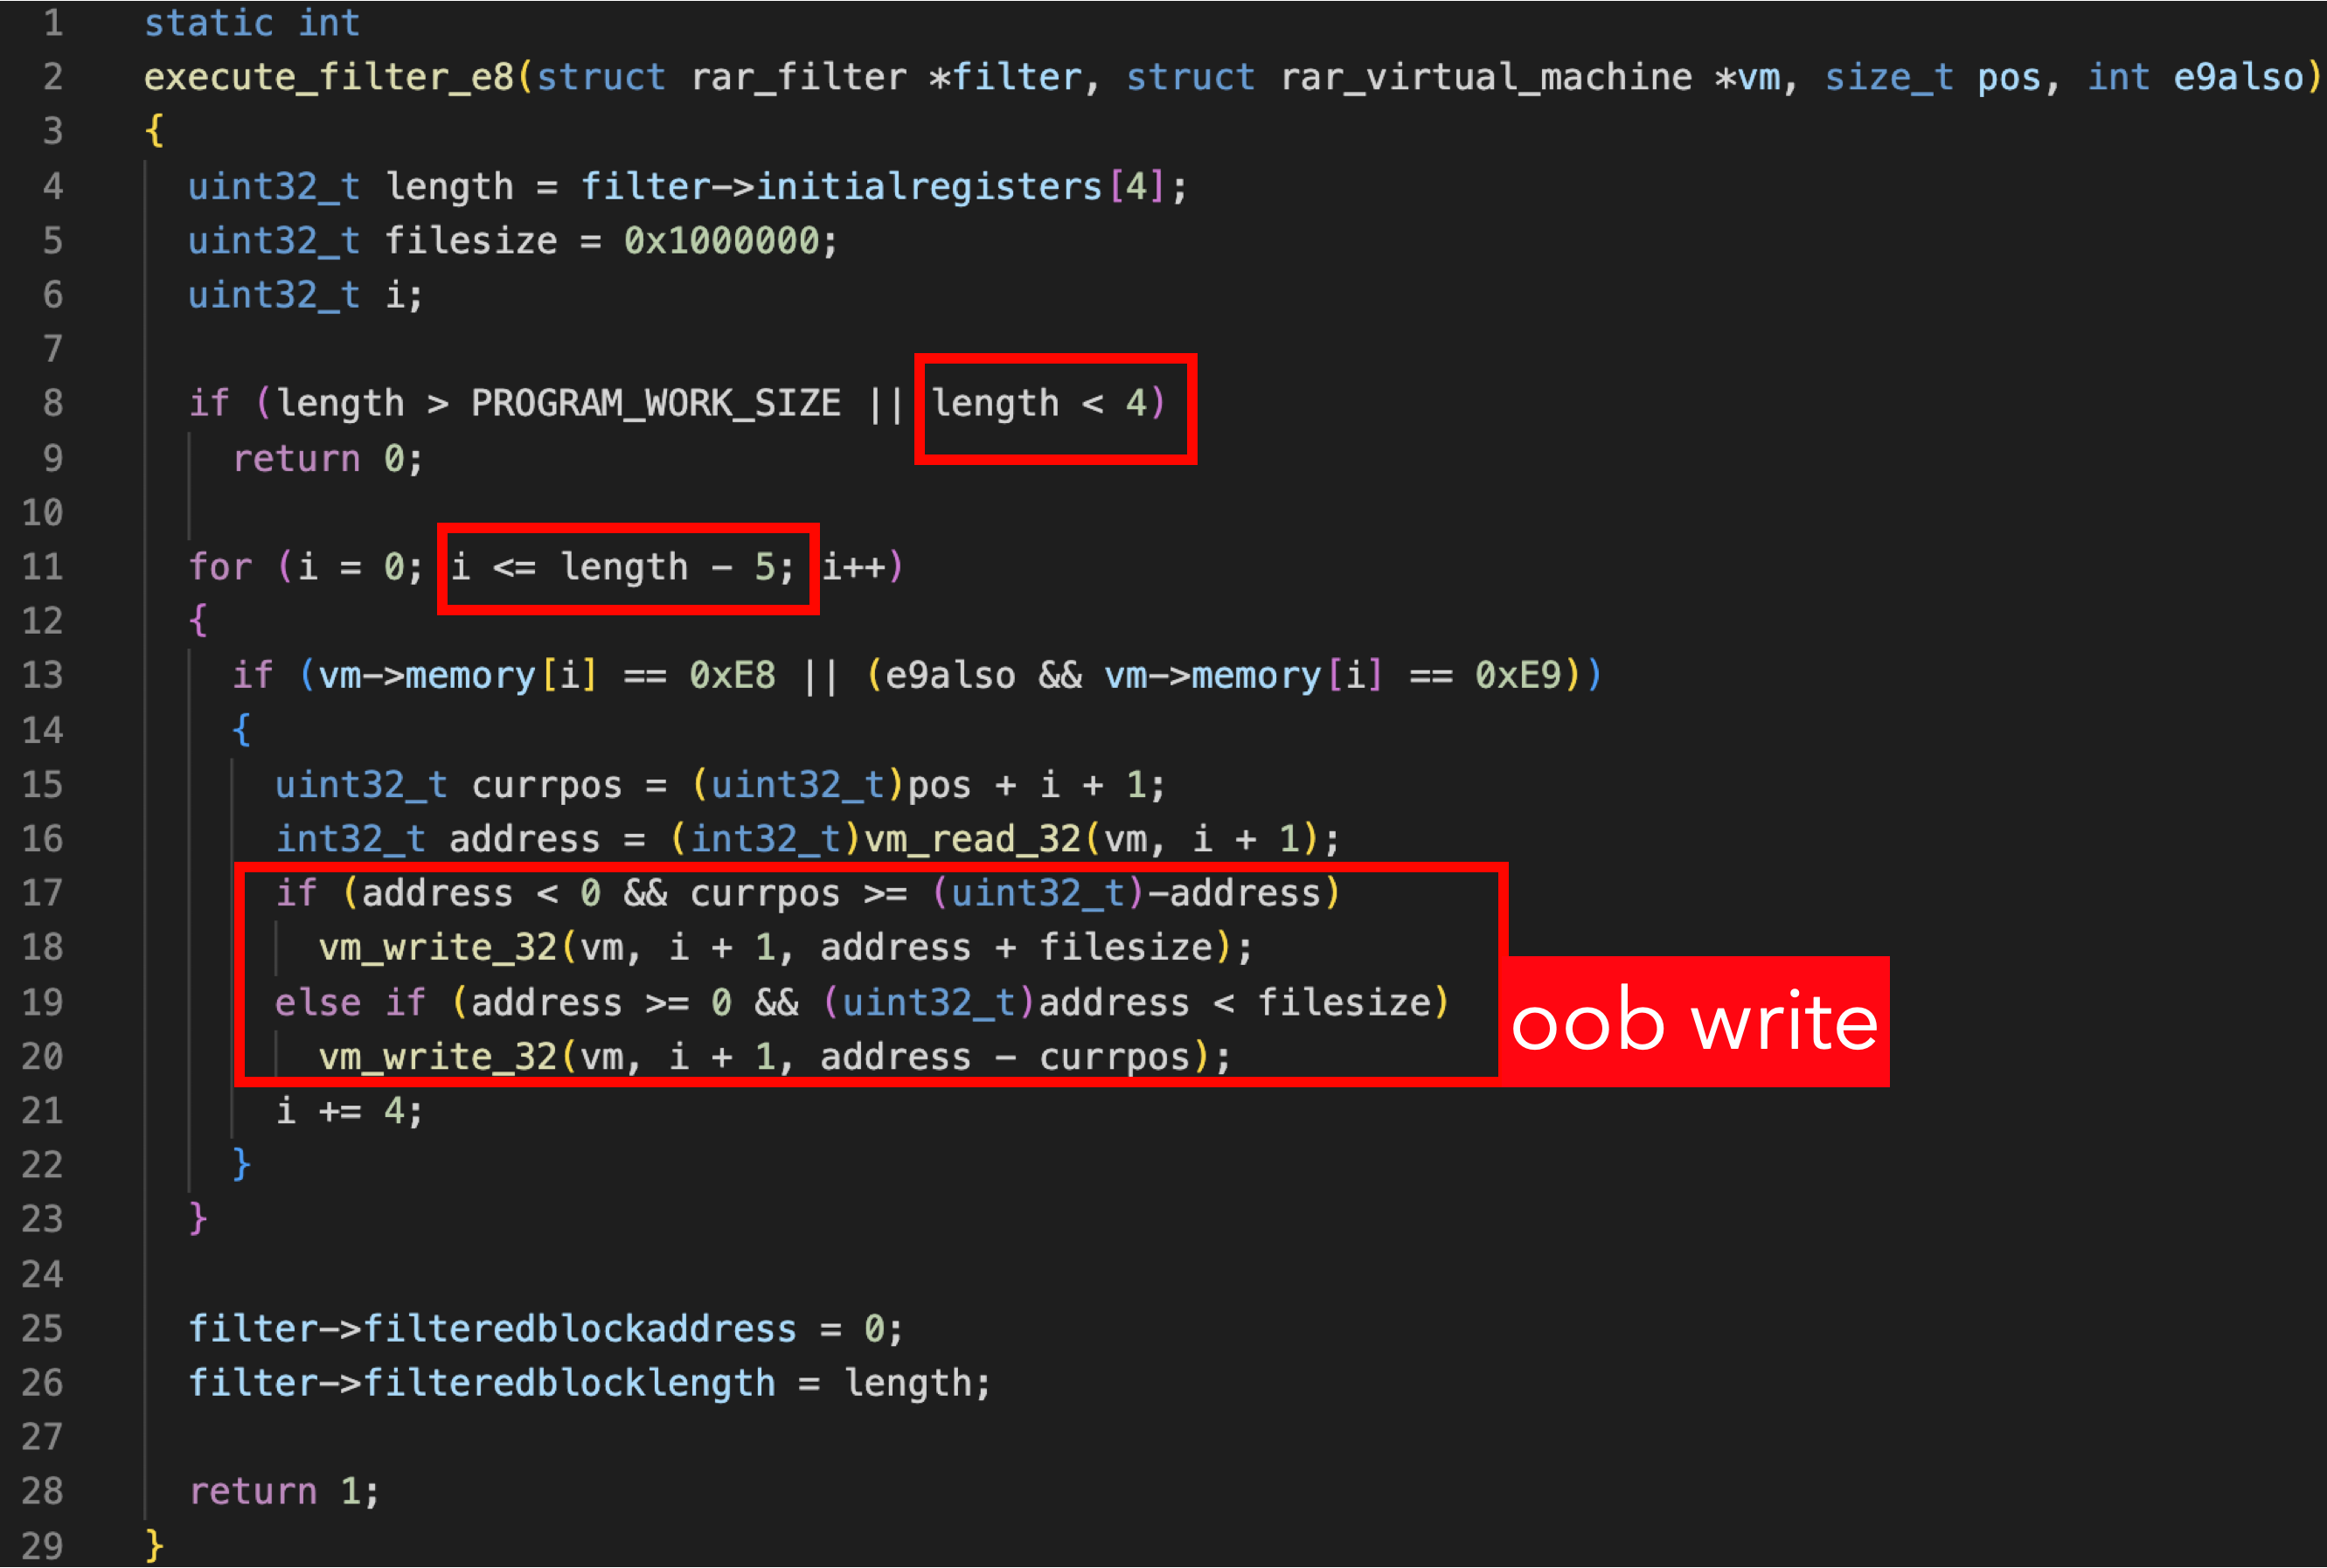 1 static int
2 execute_filter_e8(struct rar_filter *filter, struct rar_virtual_machine *vm, size_t pos, int e9also)
3 {
4 uint32_t length = filter->initialregisters[4];
5 uint32_t filesize = 0x1000000;
6 uint32_t i;
7
8 if (length > PROGRAM_WORK_SIZE || length < 4)
9 return 0;
10
11 for (i = 0; i <= length - 5; i++)
12 {
13 if (vm->memory[i] == 0xE8 || (e9also && vm->memory[i] == 0xE9))
14 {
15 uint32_t currpos = (uint32_t)pos + i + 1;
16 int32_t address = (int32_t)vm_read_32(vm, i + 1);
17 if (address < 0 && currpos >= (uint32_t)-address)
18 vm_write_32(vm, i + 1, address + filesize);
19 else if (address >= 0 && (uint32_t)address < filesize)
oob write
20 vm_write_32(vm, i + 1, address - currpos);
21 i += 4;
22 }
23 }
24
25 filter->filteredblockaddress = 0;
26 filter->filteredblocklength = length;
27
28 return 1;
29 }